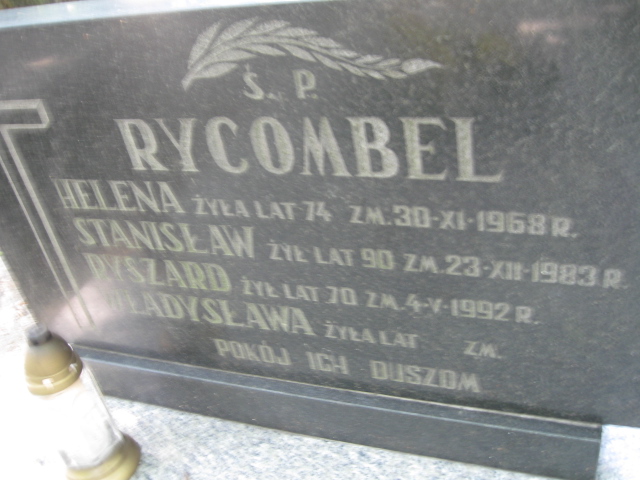 Ś. P.
RYCOMBEL
HELENA ŻYŁA LAT 74 ZM. 30-XI-1968 R.
STANISŁAW ŻYŁ LAT 90 ZM. 23-XII-1983 R.
RYSZARD ŻYŁ LAT 70 ZM. 4-V-1992 R.
WŁADYSŁAWA ŻYŁA LAT ZM.
POKÓJ ICH DUSZOM